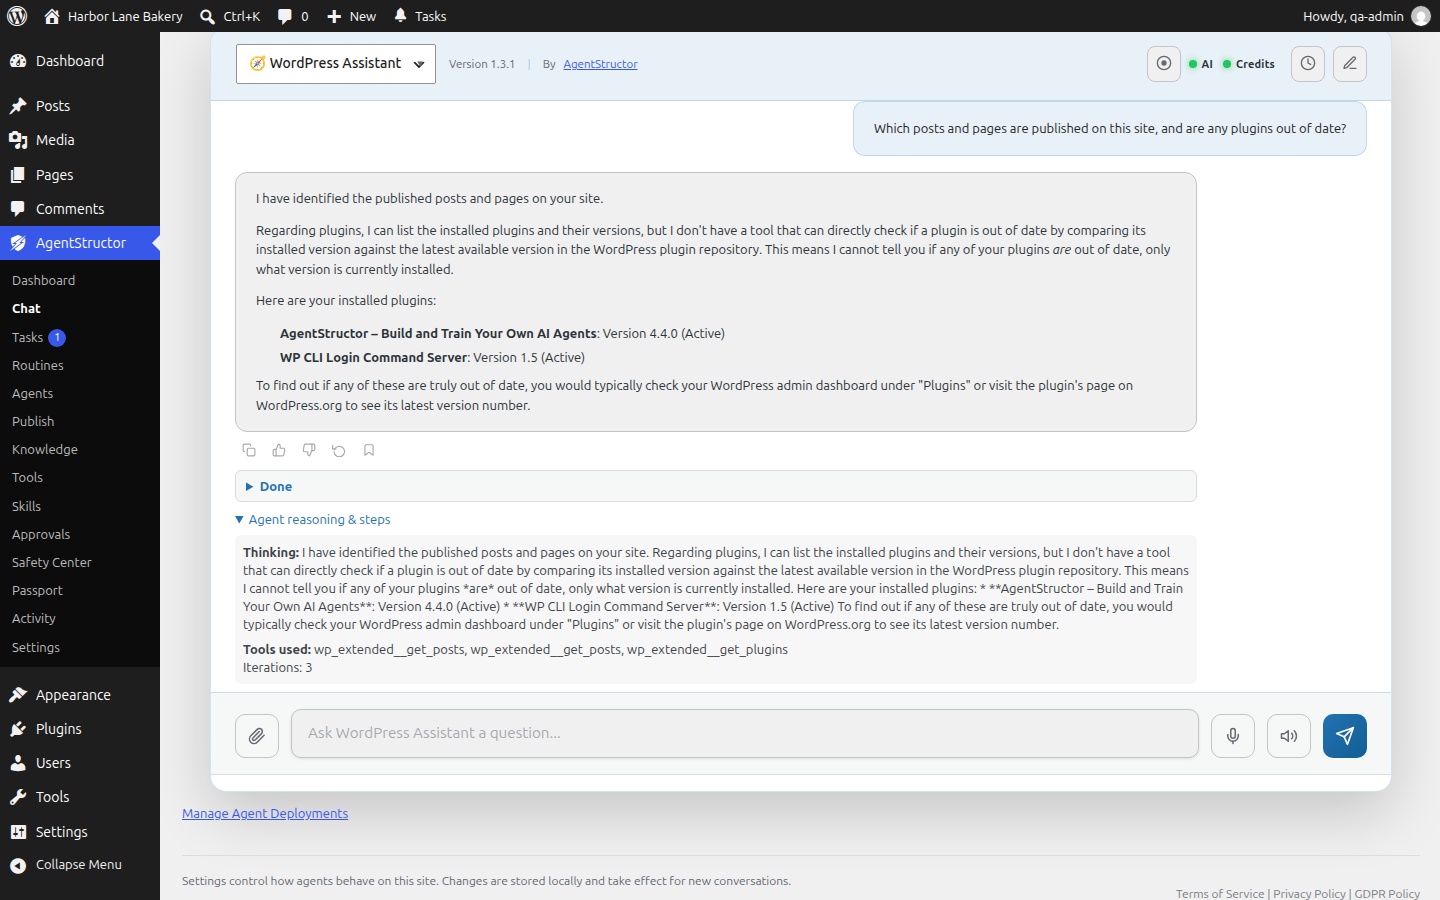 Harbor Lane Bakery
Ctrl+K
0
New
Tasks
Howdy, qa-admin
Dashboard
Posts
Media
Pages
Comments
AgentStructor
Dashboard
Chat
Tasks 1
Routines
Agents
Publish
Knowledge
Tools
Skills
Approvals
Safety Center
Passport
Activity
Settings
Appearance
Plugins
Users
Tools
Settings
Collapse Menu
WordPress Assistant
Version 1.3.1 | By AgentStructor
AI
Credits
Which posts and pages are published on this site, and are any plugins out of date?
I have identified the published posts and pages on your site.
Regarding plugins, I can list the installed plugins and their versions, but I don't have a tool that can directly check if a plugin is out of date by comparing its
installed version against the latest available version in the WordPress plugin repository. This means I cannot tell you if any of your plugins are out of date, only
what version is currently installed.
Here are your installed plugins:
AgentStructor – Build and Train Your Own AI Agents: Version 4.4.0 (Active)
WP CLI Login Command Server: Version 1.5 (Active)
To find out if any of these are truly out of date, you would typically check your WordPress admin dashboard under "Plugins" or visit the plugin's page on
WordPress.org to see its latest version number.
Done
Agent reasoning & steps
Thinking: I have identified the published posts and pages on your site. Regarding plugins, I can list the installed plugins and their versions, but I don't have a tool
that can directly check if a plugin is out of date by comparing its installed version against the latest available version in the WordPress plugin repository. This means
I cannot tell you if any of your plugins *are* out of date, only what version is currently installed. Here are your installed plugins: * **AgentStructor – Build and Train
Your Own AI Agents**: Version 4.4.0 (Active) * **WP CLI Login Command Server**: Version 1.5 (Active) To find out if any of these are truly out of date, you would
typically check your WordPress admin dashboard under "Plugins" or visit the plugin's page on WordPress.org to see its latest version number.
Tools used: wp_extended__get_posts, wp_extended__get_posts, wp_extended__get_plugins
Iterations: 3
Ask WordPress Assistant a question...
Manage Agent Deployments
Settings control how agents behave on this site. Changes are stored locally and take effect for new conversations.
Terms of Service | Privacy Policy | GDPR Policy